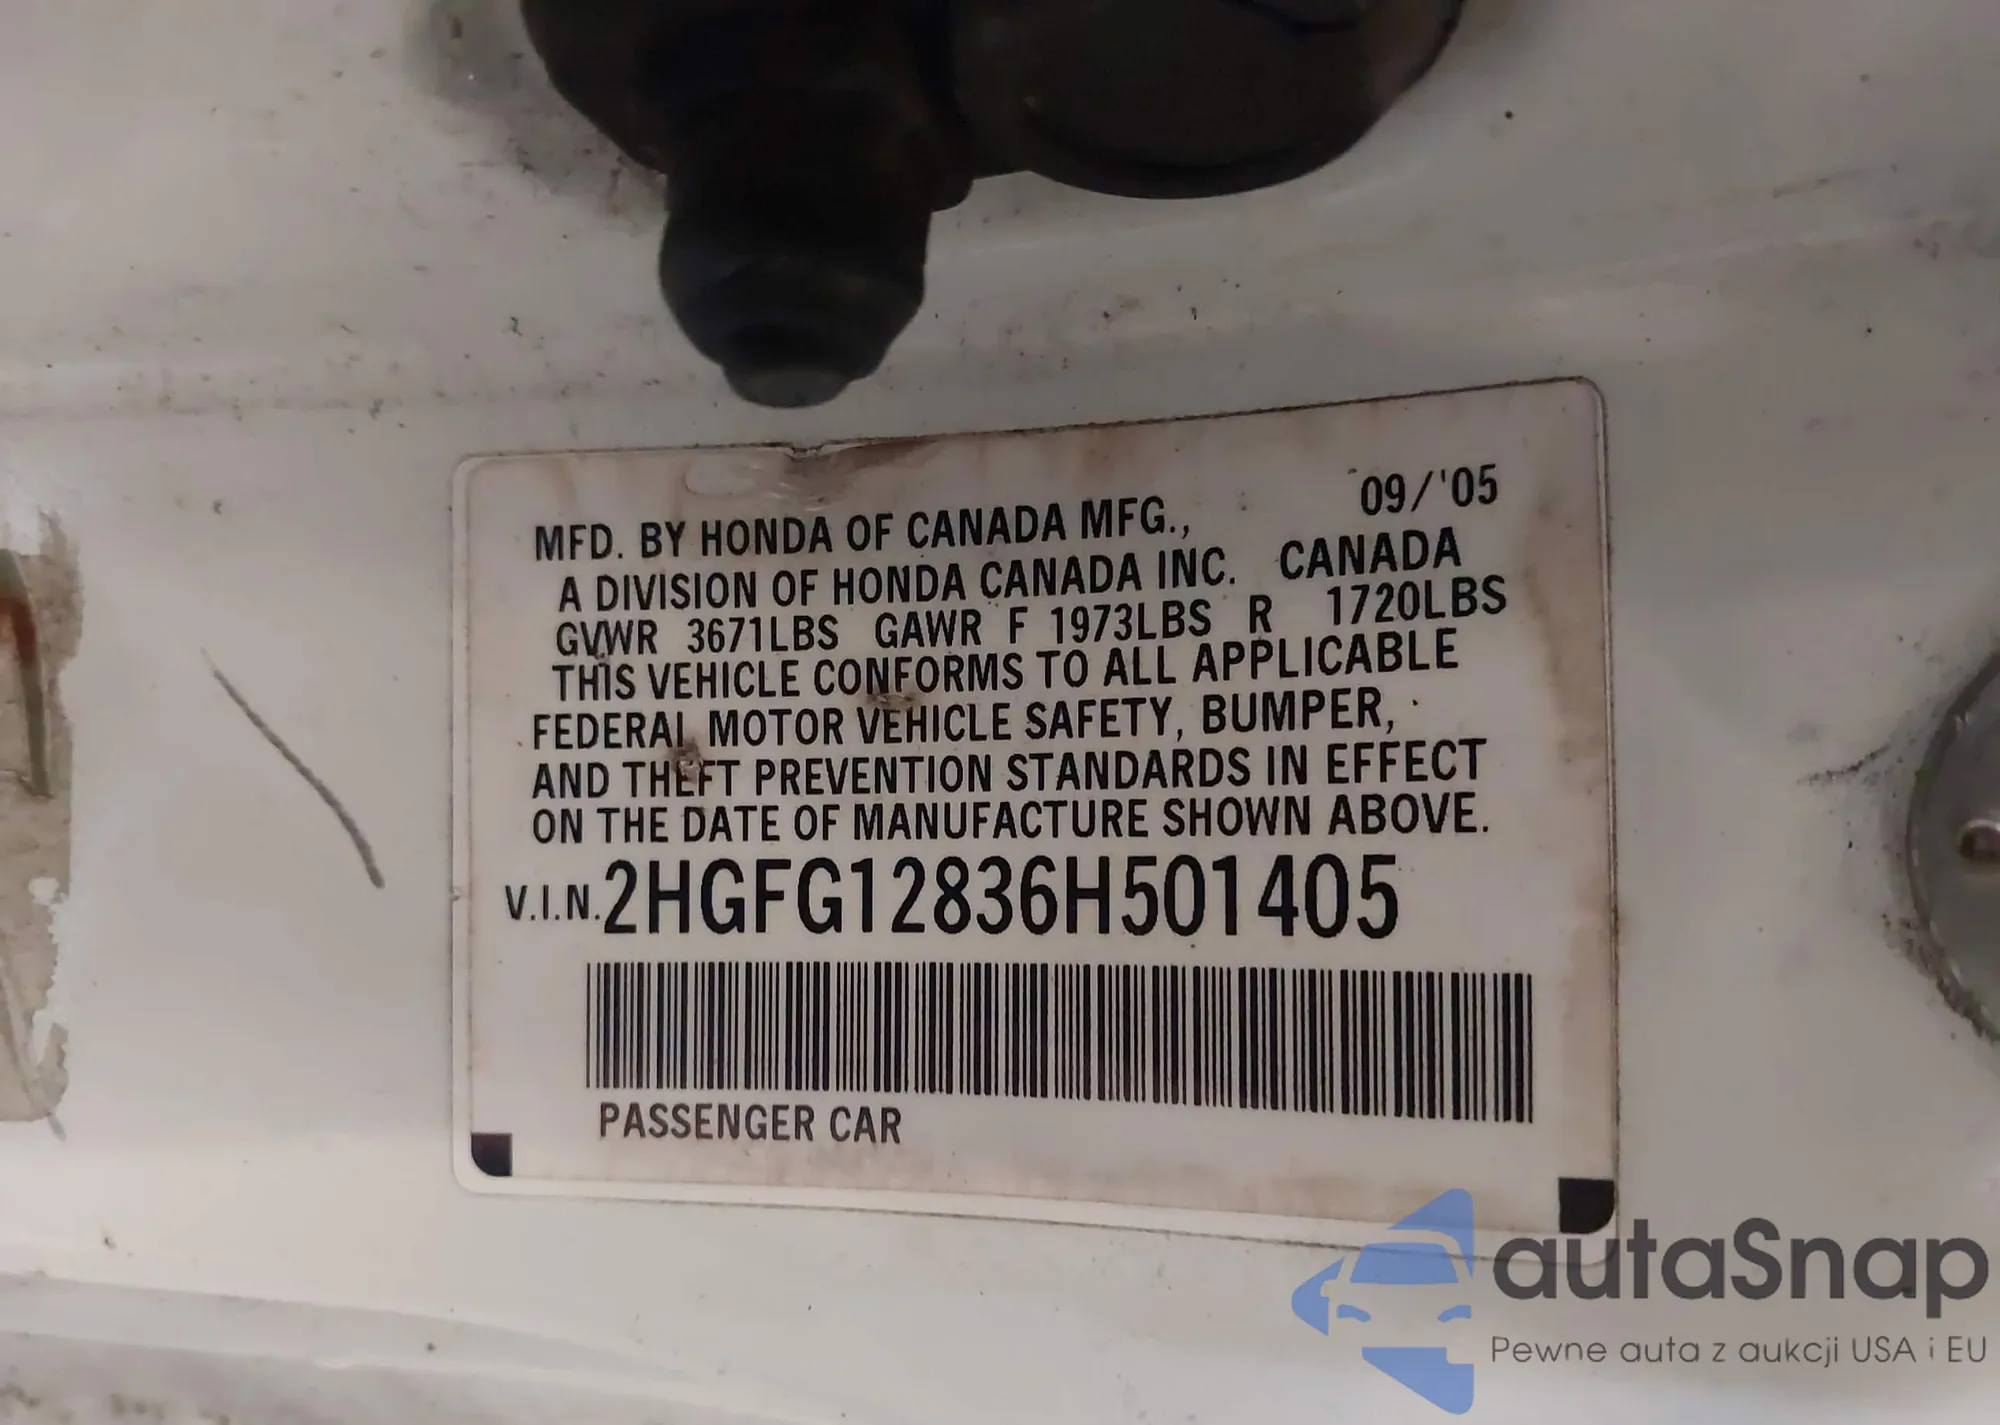 09/'05
MFD. BY HONDA OF CANADA MFG.,
A DIVISION OF HONDA CANADA INC. CANADA
GVWR 3671LBS GAWR F 1973LBS R 1720LBS
THIS VEHICLE CONFORMS TO ALL APPLICABLE
FEDERAL MOTOR VEHICLE SAFETY, BUMPER,
AND THEFT PREVENTION STANDARDS IN EFFECT
ON THE DATE OF MANUFACTURE SHOWN ABOVE.
V.I.N. 2HGFG12836H501405
PASSENGER CAR
autaSnap
Pewne auta z aukcji USA i EU